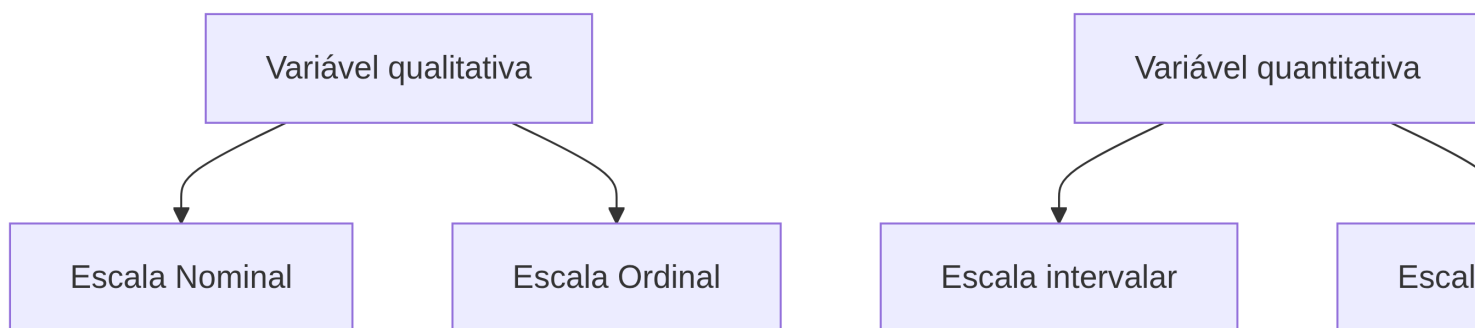 Variável qualitativa
Variável quantitativa
Escala Nominal
Escala Ordinal
Escala intervalar